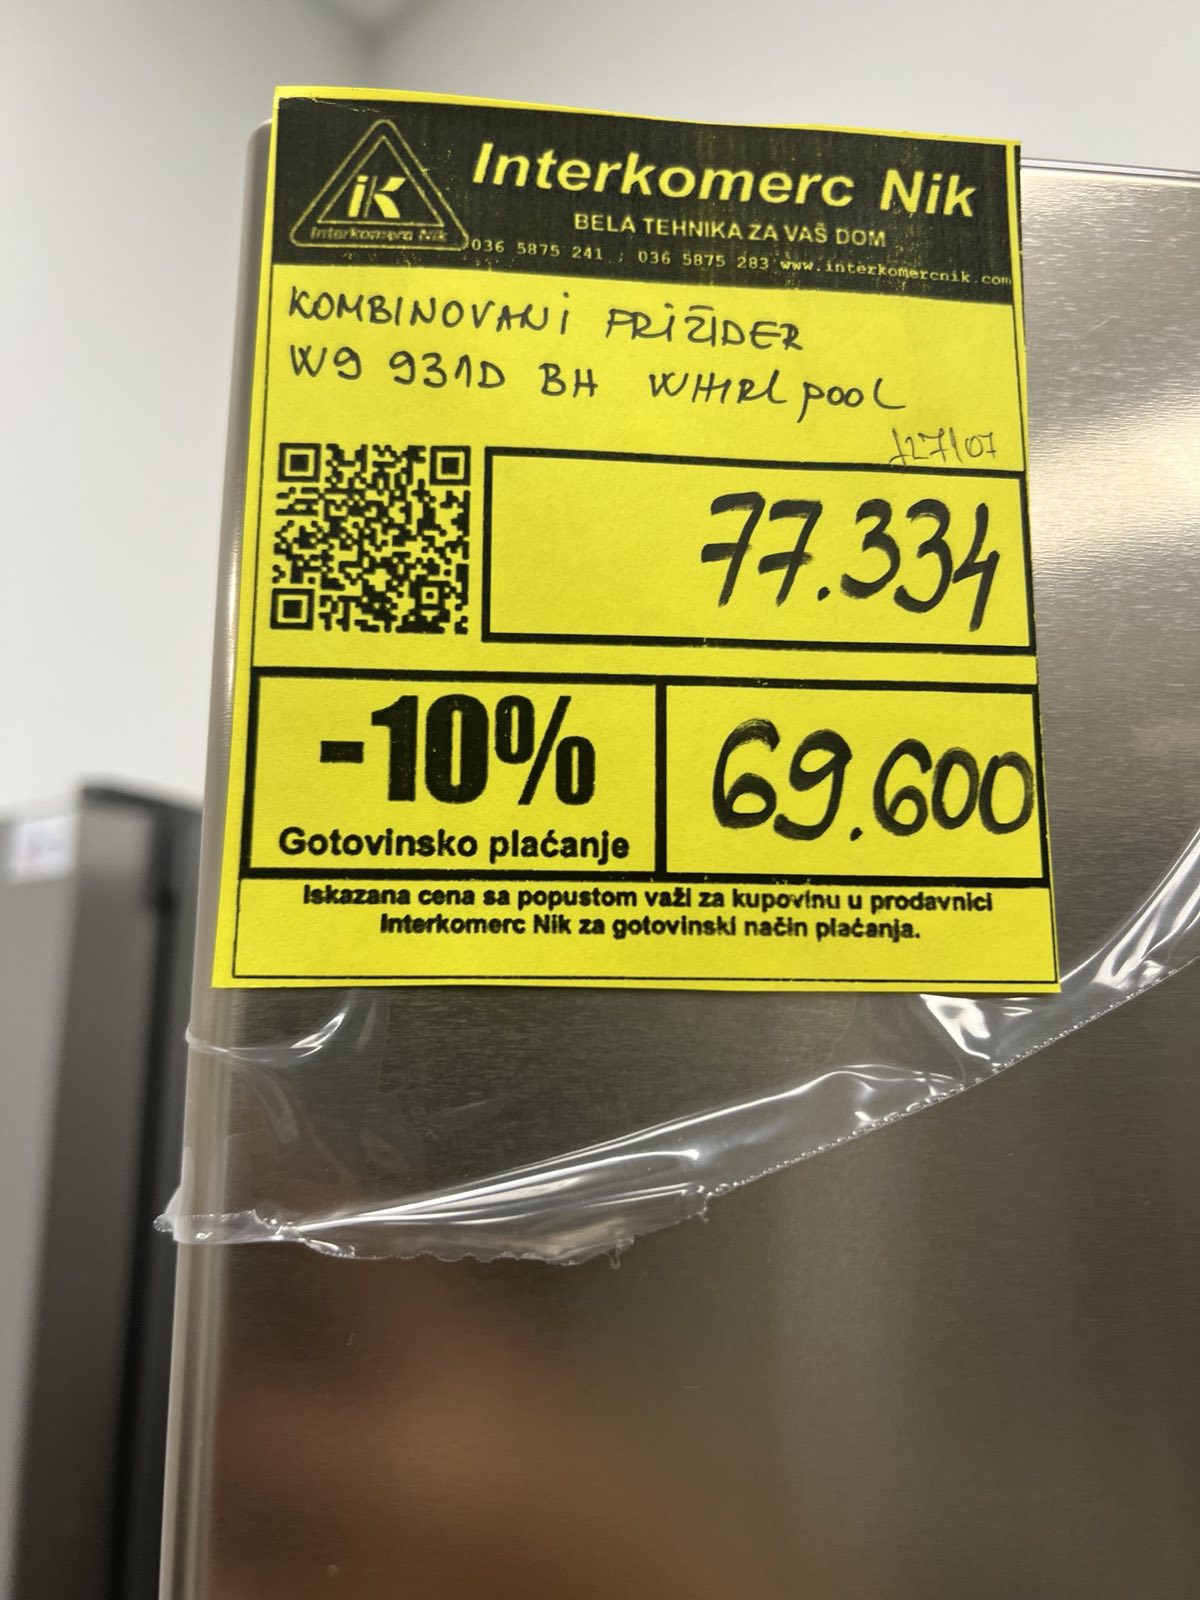 Interkomerc Nik
BELA TEHNIKA ZA VAŠ DOM
iK
Interkomerc Nik
036 5875 241 ; 036 5875 283 www.interkomercnik.com
KOMBINOVANI FRIŽIDER
W9 931D BH WHIRLpOOL
77.334
-10%
Gotovinsko plaćanje
69.600
Iskazana cena sa popustom važi za kupovinu u prodavnici
Interkomerc Nik za gotovinski način plaćanja.